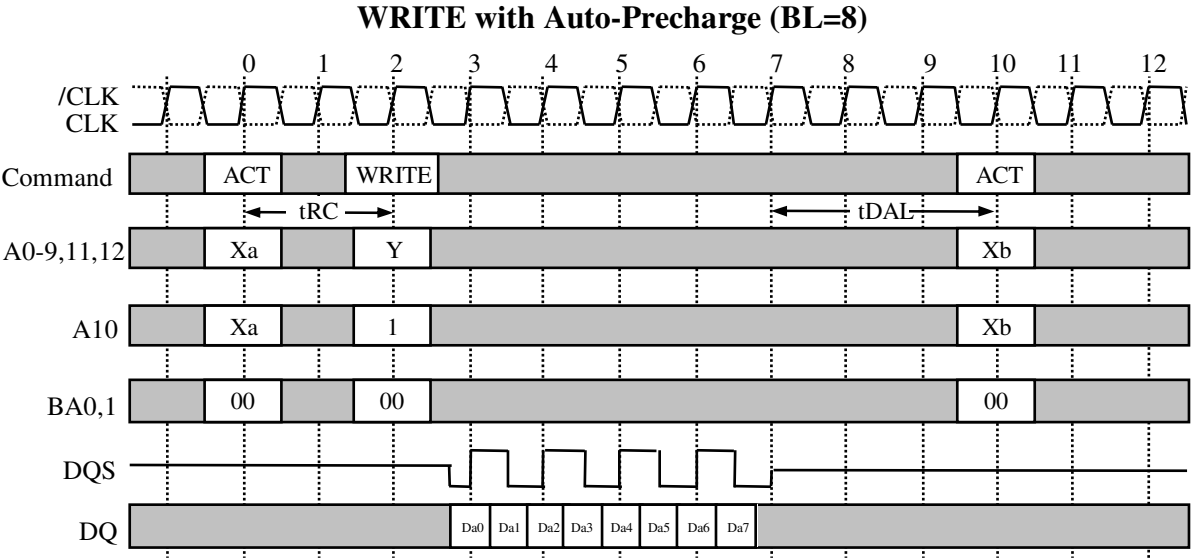 WRITE with Auto-Precharge (BL=8)
0 1 2 3 4 5 6 7 8 9 10 11 12
/CLK
CLK
Command ACT WRITE ACT
tRC tDAL
A0-9,11,12 Xa Y Xb
A10 Xa 1 Xb
BA0,1 00 00 00
DQS
DQ Da0 Da1 Da2 Da3 Da4 Da5 Da6 Da7